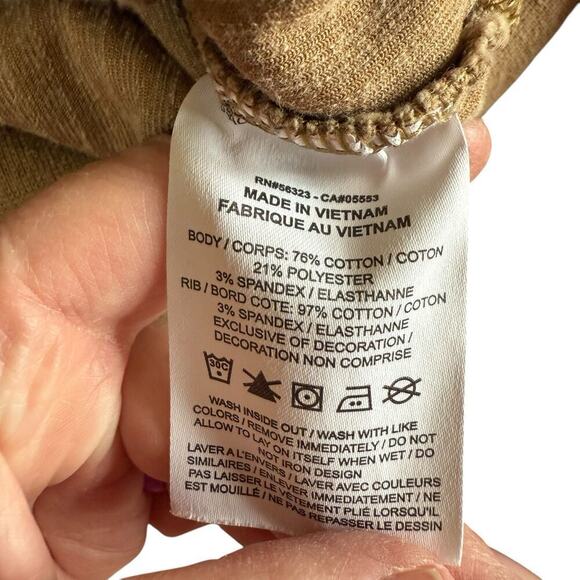 RN#56323 - CA#05553
MADE IN VIETNAM
FABRIQUE AU VIETNAM
BODY / CORPS: 76% COTTON / COTON
21% POLYESTER
3% SPANDEX / ELASTHANNE
RIB / BORD COTE: 97% COTTON / COTON
3% SPANDEX / ELASTHANNE
EXCLUSIVE OF DECORATION /
DECORATION NON COMPRISE
30C
WASH INSIDE OUT / WASH WITH LIKE
COLORS / REMOVE IMMEDIATELY / DO NOT
ALLOW TO LAY ON ITSELF WHEN WET / DO
NOT IRON DESIGN
LAVER A L'ENVERS / LAVER AVEC COULEURS
SIMILAIRES / ENLEVER IMMEDIATEMENT / NE
PAS LAISSER LE VETEMENT PLIÉ LORSQU'IL
EST MOUILLÉ / NE PAS REPASSER LE DESSIN